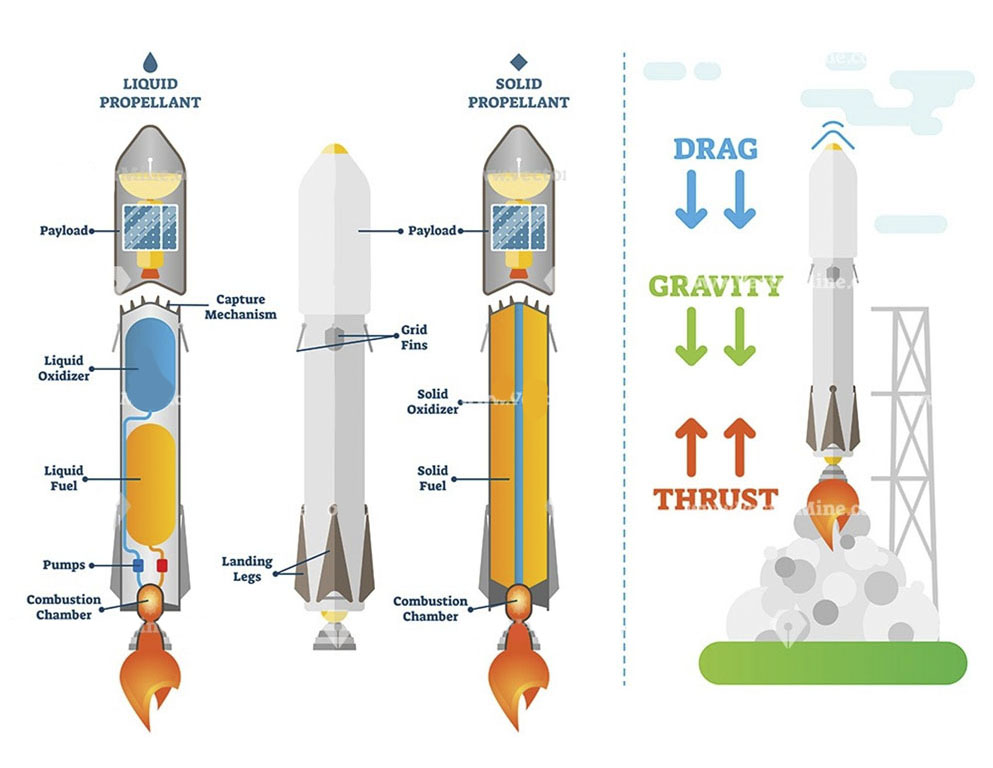 LIQUID
PROPELLANT
Payload
Capture
Mechanism
Liquid
Oxidizer
Liquid
Fuel
Pumps
Combustion
Chamber
Payload
Grid
Fins
Landing
Legs
SOLID
PROPELLANT
Solid
Oxidizer
Solid
Fuel
Combustion
Chamber
DRAG
GRAVITY
THRUST